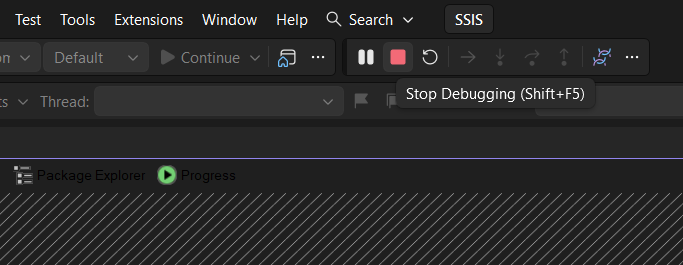 Test Tools Extensions Window Help Search SSIS
Default Continue ...
Stop Debugging (Shift+F5)
Thread:
Package Explorer Progress